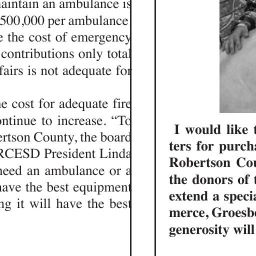 aintain an ambulance is
500,000 per ambulance
e the cost of emergency
contributions only total
fairs is not adequate for
e cost for adequate fire
ontinue to increase. “To
ertson County, the board
RCESD President Linda
need an ambulance or a
have the best equipment
ng it will have the best
I would like t
ters for purcha
Robertson Cou
the donors of t
extend a specia
merce, Groesbe
generosity will